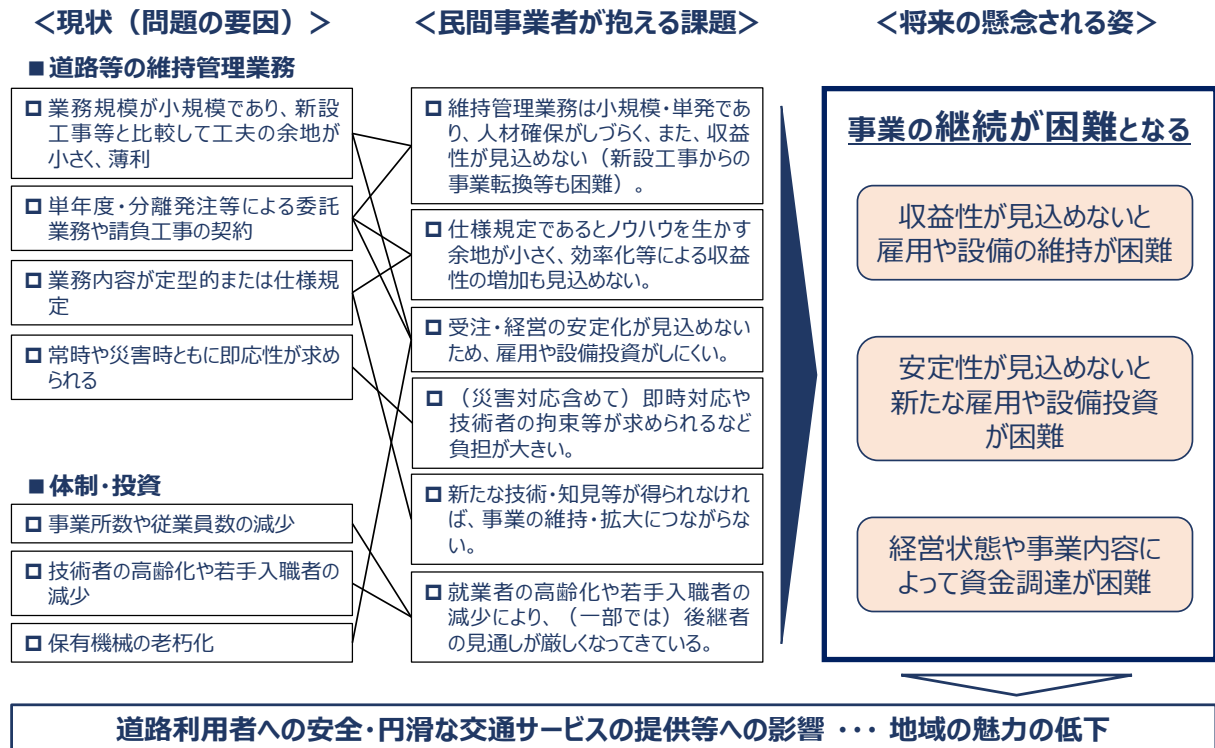 ＜現状（問題の要因）＞
■道路等の維持管理業務
業務規模が小規模であり、新設
工事等と比較して工夫の余地が
小さく、薄利
単年度・分離発注等による委託
業務や請負工事の契約
業務内容が定型的または仕様規
定
常時や災害時ともに即応性が求め
られる
■体制・投資
事業所数や従業員数の減少
技術者の高齢化や若手入職者の
減少
保有機械の老朽化
＜民間事業者が抱える課題＞
維持管理業務は小規模・単発であ
り、人材確保がしづらく、また、収益
性が見込めない（新設工事からの
事業転換等も困難）。
仕様規定であるとノウハウを生かす
余地が小さく、効率化等による収益
性の増加も見込めない。
受注・経営の安定化が見込めない
ため、雇用や設備投資がしにくい。
（災害対応含めて）即時対応や
技術者の拘束等が求められるなど
負担が大きい。
新たな技術・知見等が得られなけれ
ば、事業の維持・拡大につながらな
い。
就業者の高齢化や若手入職者の
減少により、（一部では）後継者
の見通しが厳しくなってきている。
＜将来の懸念される姿＞
事業の継続が困難となる
収益性が見込めないと
雇用や設備の維持が困難
安定性が見込めないと
新たな雇用や設備投資
が困難
経営状態や事業内容に
よって資金調達が困難
道路利用者への安全・円滑な交通サービスの提供等への影響 ・・・ 地域の魅力の低下